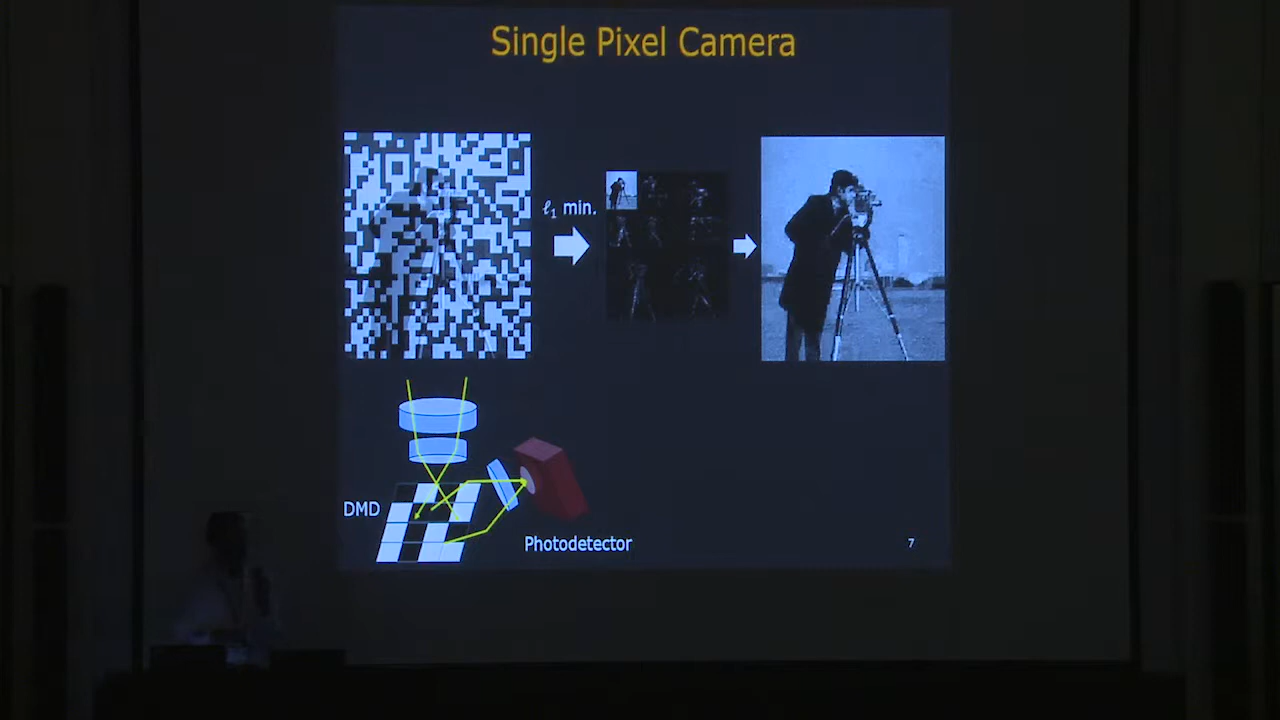 Single Pixel Camera
ℓ₁ min.
DMD
Photodetector
7